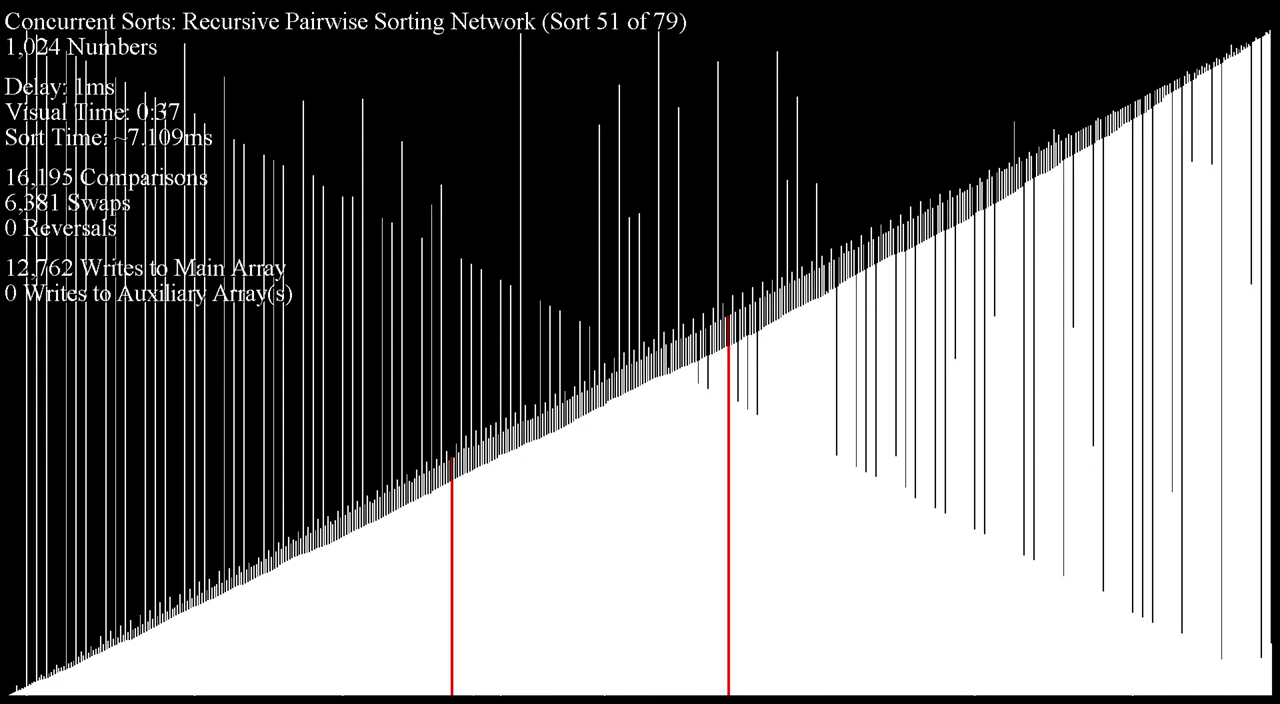 Concurrent Sorts: Recursive Pairwise Sorting Network (Sort 51 of 79)
1,024 Numbers
Delay: 1ms
Visual Time: 0:37
Sort Time: ~7.109ms
16,195 Comparisons
6,381 Swaps
0 Reversals
12,762 Writes to Main Array
0 Writes to Auxiliary Array(s)